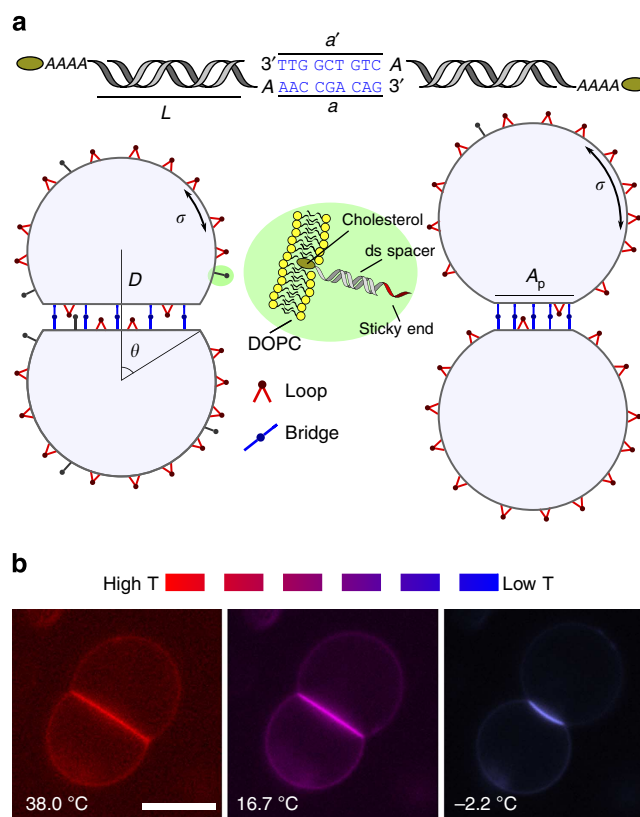 a
a′
AAAA 3′ TTG GCT GTC A
A AAC CGA CAG 3′ AAAA
L a
σ
Cholesterol
σ
ds spacer
D
Aₚ
Sticky end
DOPC
θ
Loop
Bridge
b
High T Low T
38.0 °C 16.7 °C –2.2 °C